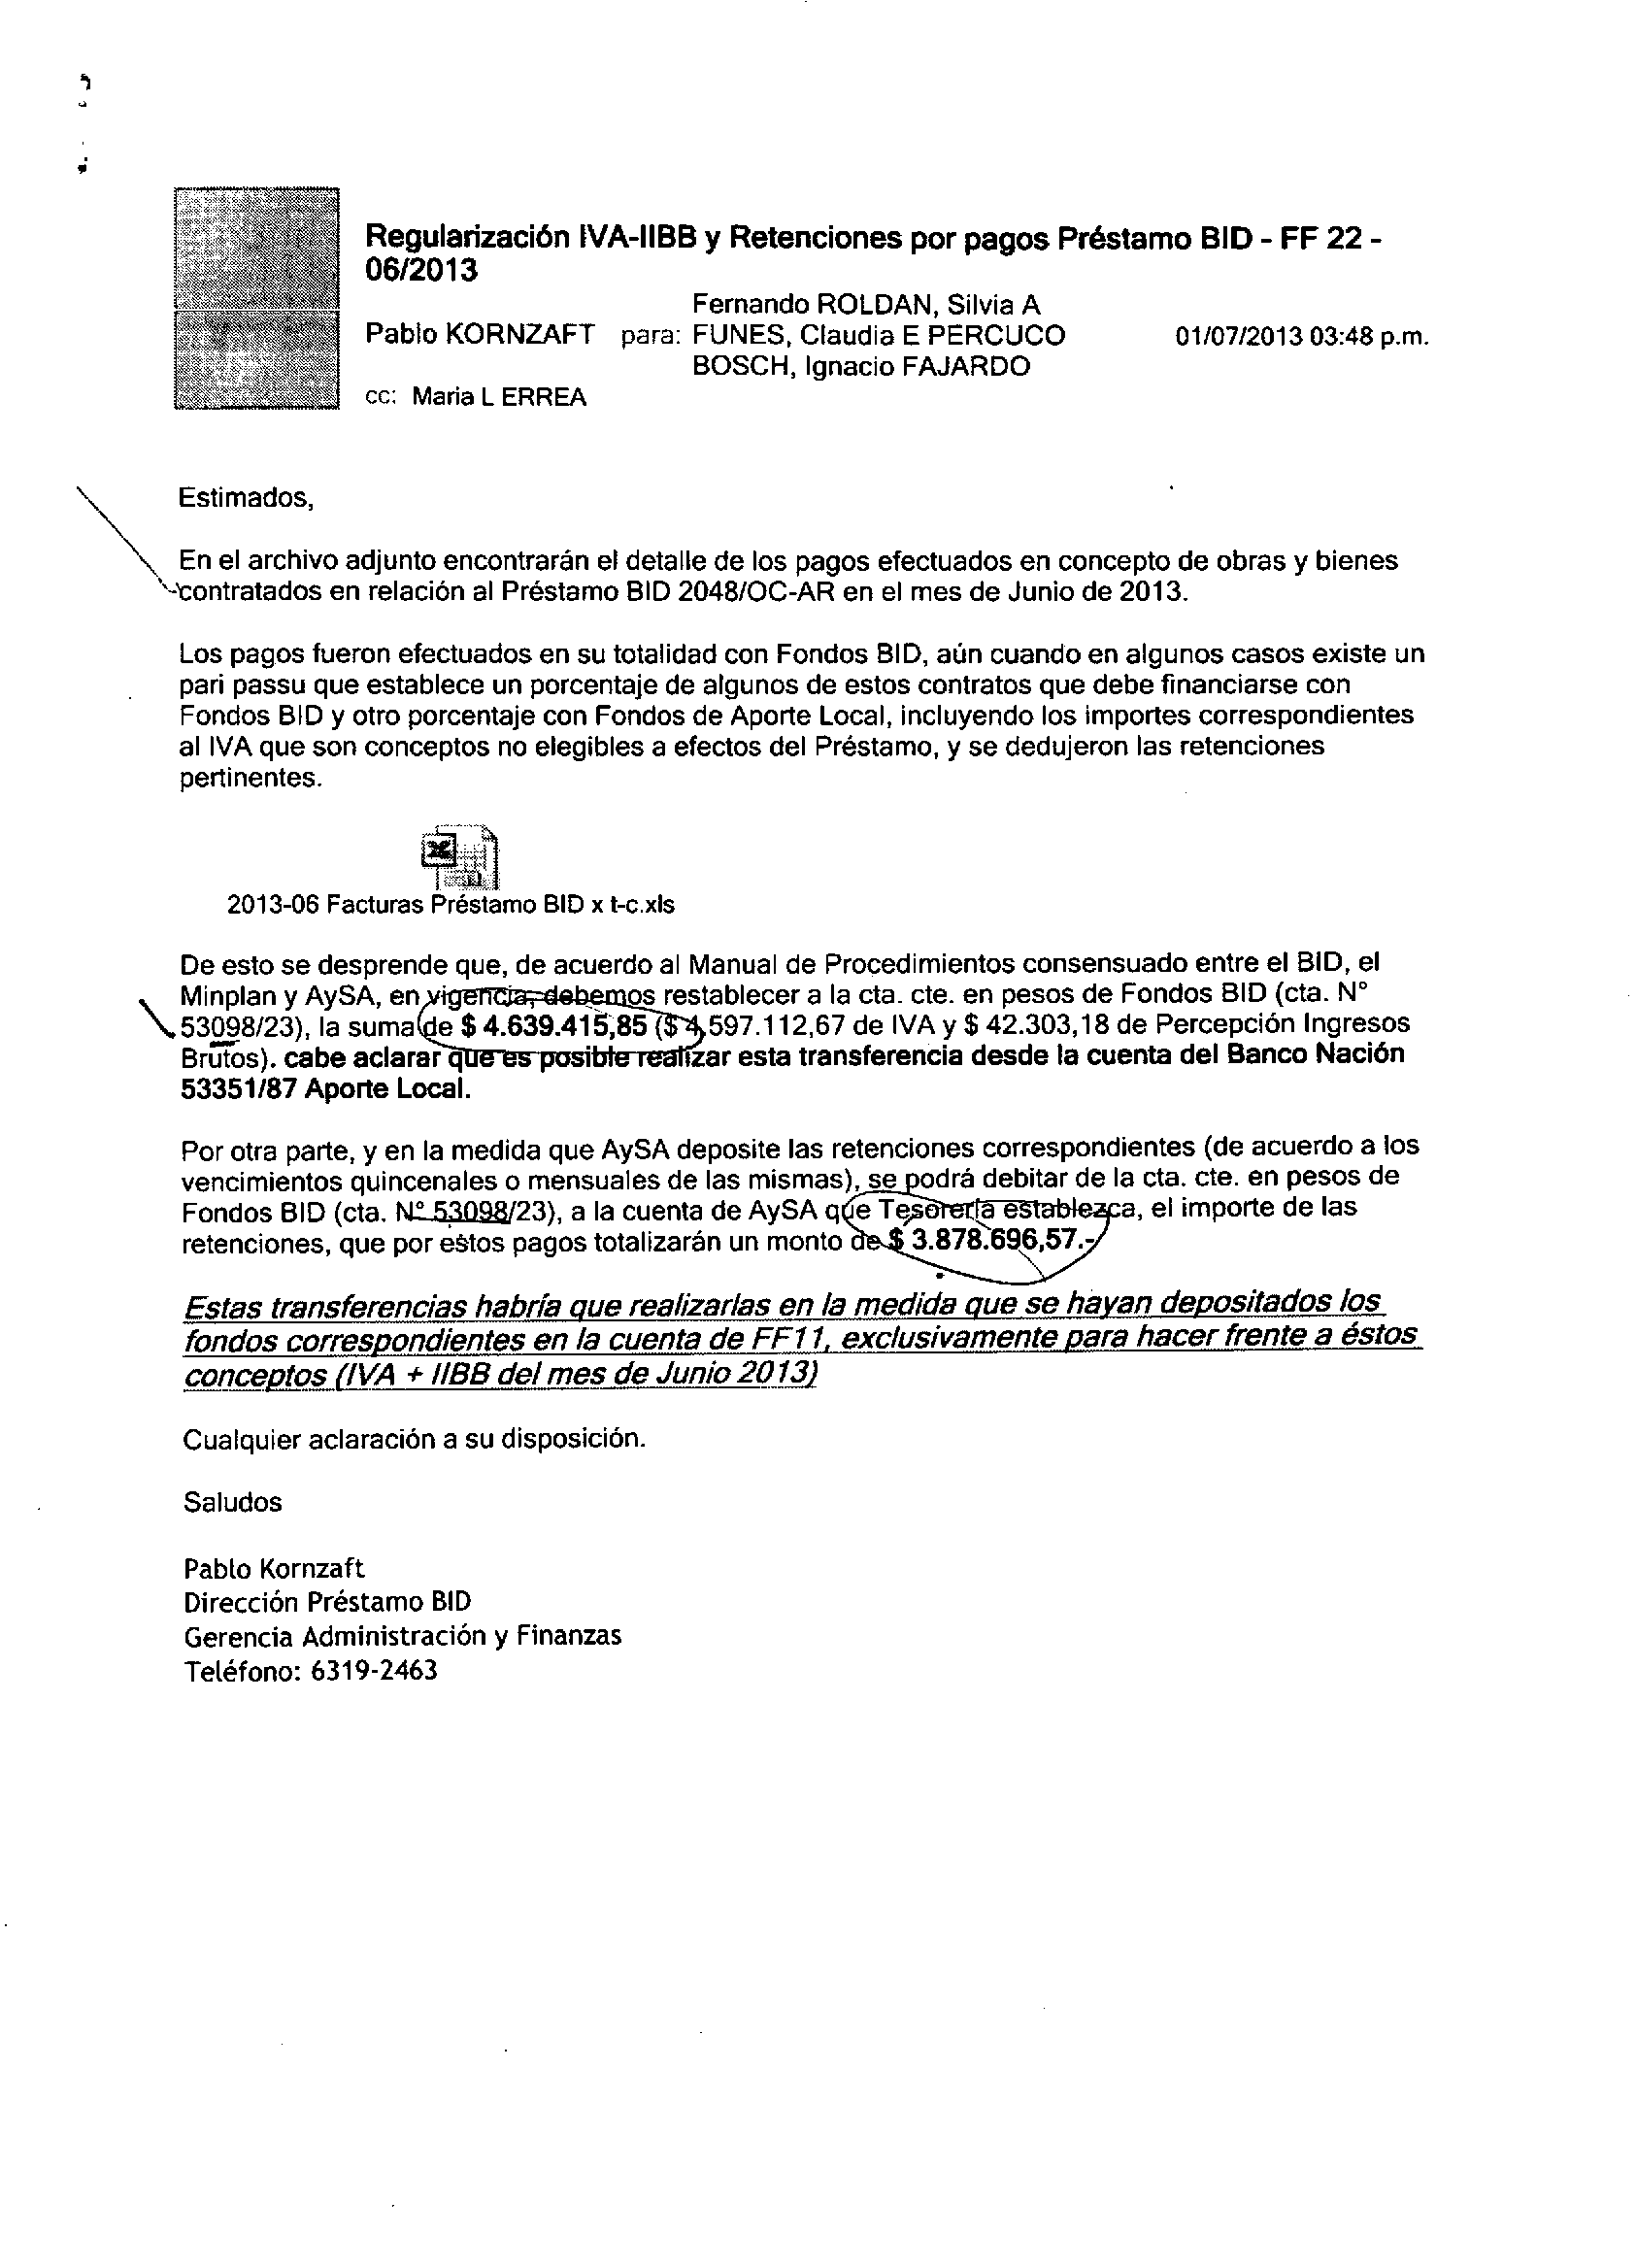 Regularización IVA-IIBB y Retenciones por pagos Préstamo BID - FF 22 -
06/2013
Fernando ROLDAN, Silvia A
Pablo KORNZAFT para: FUNES, Claudia E PERCUCO 01/07/2013 03:48 p.m.
BOSCH, Ignacio FAJARDO
cc: Maria L ERREA
Estimados,
En el archivo adjunto encontrarán el detalle de los pagos efectuados en concepto de obras y bienes
contratados en relación al Préstamo BID 2048/OC-AR en el mes de Junio de 2013.
Los pagos fueron efectuados en su totalidad con Fondos BID, aún cuando en algunos casos existe un
pari passu que establece un porcentaje de algunos de estos contratos que debe financiarse con
Fondos BID y otro porcentaje con Fondos de Aporte Local, incluyendo los importes correspondientes
al IVA que son conceptos no elegibles a efectos del Préstamo, y se dedujeron las retenciones
pertinentes.
2013-06 Facturas Préstamo BID x t-c.xls
De esto se desprende que, de acuerdo al Manual de Procedimientos consensuado entre el BID, el
Minplan y AySA, en vigencia, debemos restablecer a la cta. cte. en pesos de Fondos BID (cta. N°
53098/23), la suma de $ 4.639.415,85 ($ 4.597.112,67 de IVA y $ 42.303,18 de Percepción Ingresos
Brutos). cabe aclarar que es posible realizar esta transferencia desde la cuenta del Banco Nación
53351/87 Aporte Local.
Por otra parte, y en la medida que AySA deposite las retenciones correspondientes (de acuerdo a los
vencimientos quincenales o mensuales de las mismas), se podrá debitar de la cta. cte. en pesos de
Fondos BID (cta. N° 53098/23), a la cuenta de AySA que Tesorería establezca, el importe de las
retenciones, que por estos pagos totalizarán un monto de $ 3.878.696,57.-
Estas transferencias habría que realizarlas en la medida que se hayan depositados los
fondos correspondientes en la cuenta de FF11, exclusivamente para hacer frente a éstos
conceptos (IVA + IIBB del mes de Junio 2013)
Cualquier aclaración a su disposición.
Saludos
Pablo Kornzaft
Dirección Préstamo BID
Gerencia Administración y Finanzas
Teléfono: 6319-2463